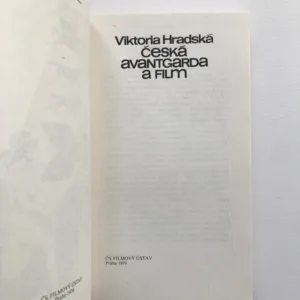 Viktoria Hradská
česká
avantgarda
a film
ČS. FILMOVÝ ÚSTAV
Praha 1976